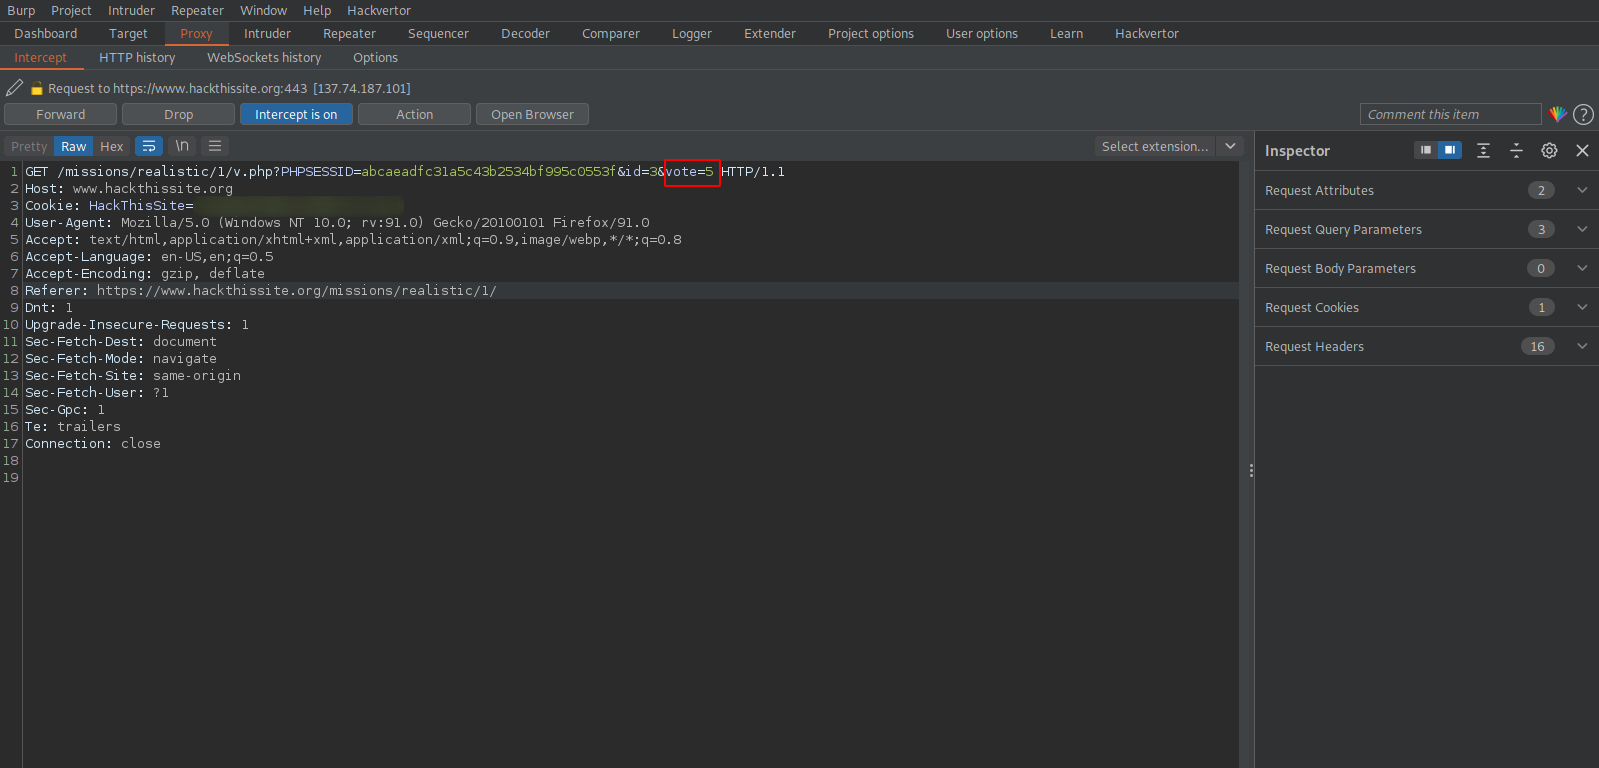 Burp Project Intruder Repeater Window Help Hackvertor
Dashboard Target Proxy Intruder Repeater Sequencer Decoder Comparer Logger Extender Project options User options Learn Hackvertor
Intercept HTTP history WebSockets history Options
Request to https://www.hackthissite.org:443 [137.74.187.101]
Forward Drop Intercept is on Action Open Browser Comment this item ?
Pretty Raw Hex \n Select extension... Inspector
1 GET /missions/realistic/1/v.php?PHPSESSID=abcaeadfc31a5c43b2534bf995c0553f&id=3&vote=5 HTTP/1.1
2 Host: www.hackthissite.org
3 Cookie: HackThisSite=
4 User-Agent: Mozilla/5.0 (Windows NT 10.0; rv:91.0) Gecko/20100101 Firefox/91.0
5 Accept: text/html,application/xhtml+xml,application/xml;q=0.9,image/webp,*/*;q=0.8
6 Accept-Language: en-US,en;q=0.5
7 Accept-Encoding: gzip, deflate
8 Referer: https://www.hackthissite.org/missions/realistic/1/
9 Dnt: 1
10 Upgrade-Insecure-Requests: 1
11 Sec-Fetch-Dest: document
12 Sec-Fetch-Mode: navigate
13 Sec-Fetch-Site: same-origin
14 Sec-Fetch-User: ?1
15 Sec-Gpc: 1
16 Te: trailers
17 Connection: close
18
19
Request Attributes 2
Request Query Parameters 3
Request Body Parameters 0
Request Cookies 1
Request Headers 16